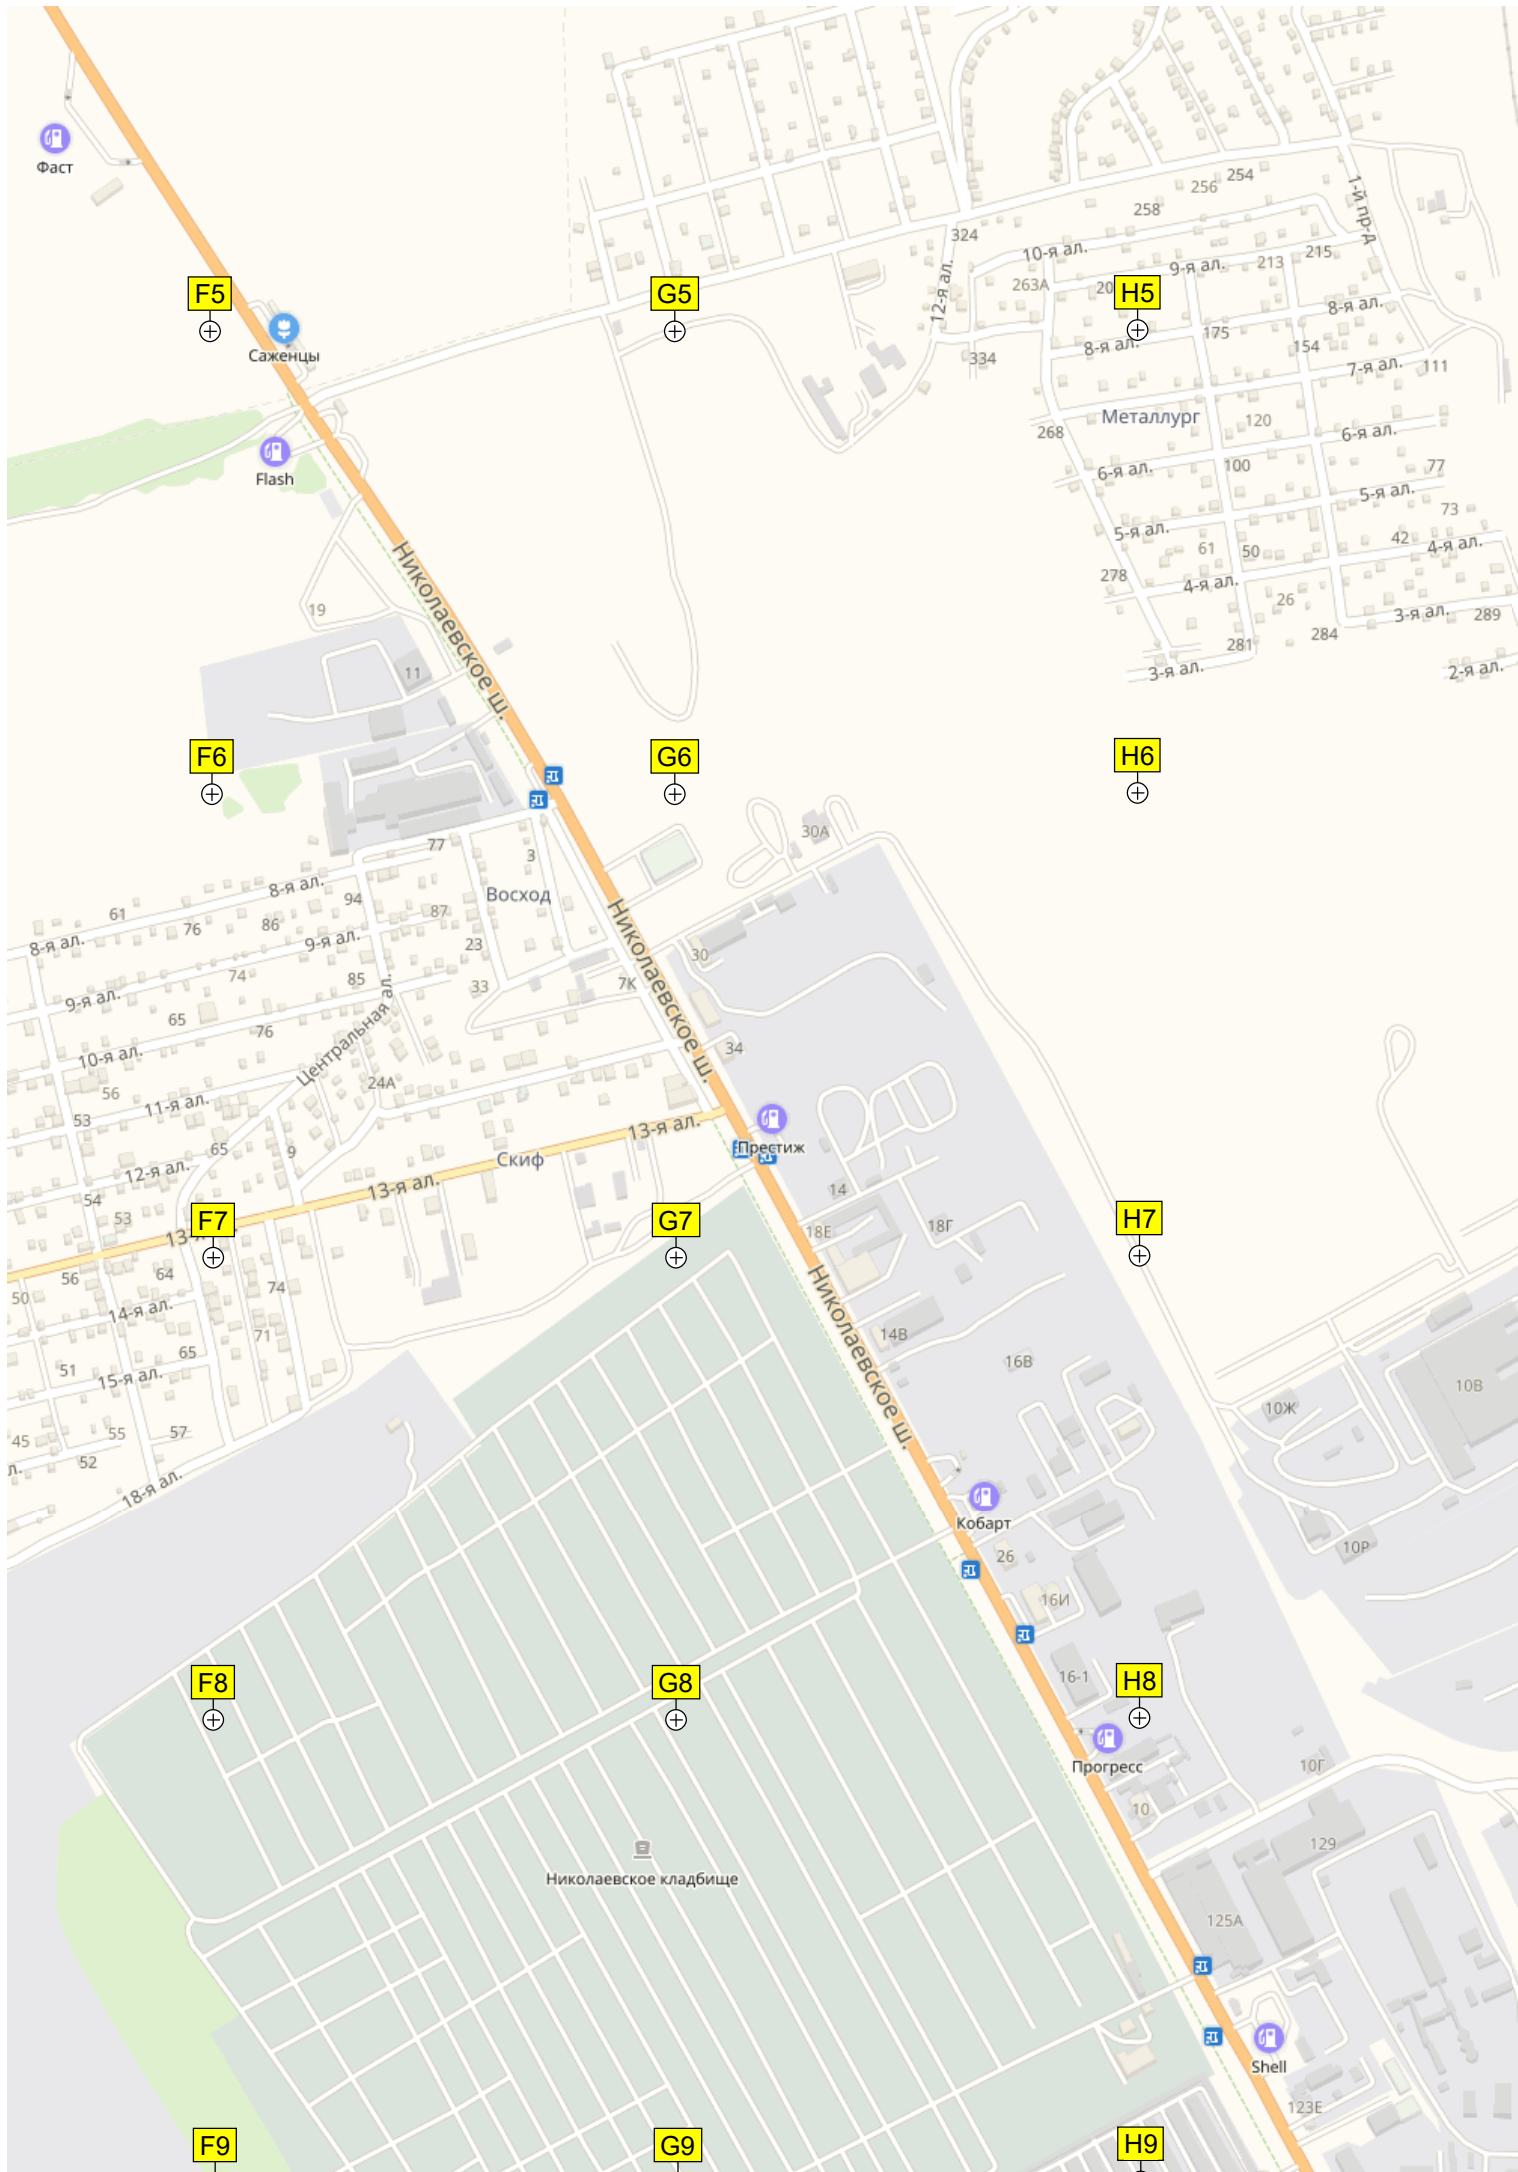 Фаст
254
256
258
1-й пр-д
324
10-я ал.
215
213
9-я ал.
12-я ал.
263А
20
F5
G5
H5
8-я ал.
175
8-я ал.
154
Саженцы
334
7-я ал.
111
Металлург
120
268
6-я ал.
Flash
6-я ал.
100
77
5-я ал.
73
5-я ал.
42
4-я ал.
61
50
Николаевское ш.
278
4-я ал.
26
19
3-я ал.
289
284
281
11
3-я ал.
2-я ал.
F6
G6
H6
30А
77
3
8-я ал.
Восход
94
61
87
76
86
8-я ал.
9-я ал.
23
Николаевское ш.
30
74
85
33
7К
9-я ал.
65
76
Центральная ал.
10-я ал.
34
24А
56
11-я ал.
53
13-я ал.
Престиж
65
9
Скиф
12-я ал.
13-я ал.
14
54
53
F7
G7
H7
18Е
18Г
56
64
74
50
14-я ал.
Николаевское ш.
71
14В
65
51
15-я ал.
16В
10В
10Ж
55
57
45
52
18-я ал.
Кобарт
10Р
26
16И
16-1
F8
G8
H8
Прогресс
10Г
10
129
Николаевское кладбище
125А
Shell
123Е
F9
G9
H9